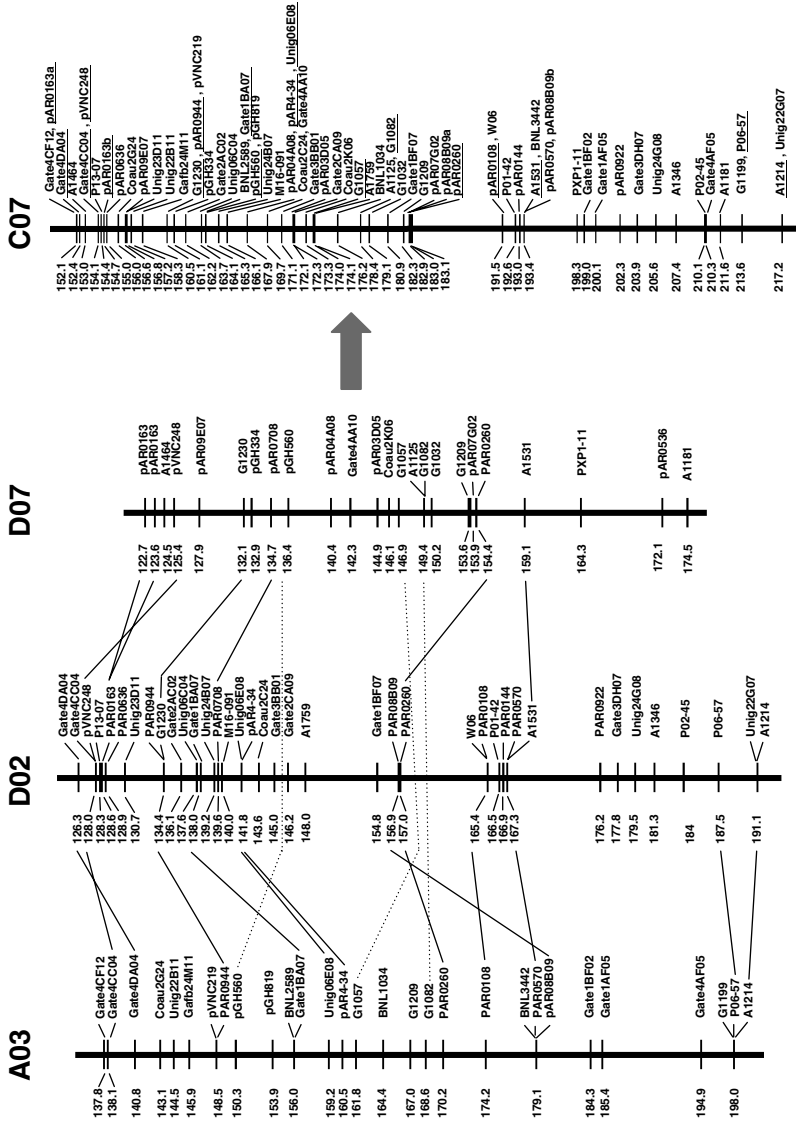 A03
137.8
138.1
140.8
143.1
144.5
145.9
148.5
150.3
153.9
156.0
159.2
160.5
161.8
164.4
167.0
168.6
170.2
174.2
179.1
184.3
185.4
194.9
198.0
Gate4CF12
Gate4CC04
Gate4DA04
Coau2G24
Unig22B11
Gafb24M11
pVNC219
PAR0944
pGH560
pGH819
BNL2589
Gate1BA07
Unig06E08
pAR4-34
G1057
BNL1034
G1209
G1082
PAR0260
PAR0108
BNL3442
PAR0570
pAR08B09
Gate1BF02
Gate1AF05
Gate4AF05
G1199
P06-57
A1214
D02
126.3
128.0
128.3
128.6
128.9
130.7
134.4
136.1
137.6
138.0
139.2
139.6
140.0
141.8
143.6
145.0
146.2
148.0
154.8
156.9
157.0
165.4
166.5
166.9
167.3
176.2
177.8
179.5
181.3
184
187.5
191.1
Gate4DA04
Gate4CC04
pVNC248
P13-07
PAR0163
PAR0636
Unig23D11
PAR0944
G1230
Gate2AC02
Unig06C04
Gate1BA07
Unig24B07
PAR0708
M16-091
Unig06E08
pAR4-34
Coau2C24
Gate3BB01
Gate2CA09
A1759
Gate1BF07
PAR08B09
PAR0260
W06
PAR0108
P01-42
PAR0144
PAR0570
A1531
PAR0922
Gate3DH07
Unig24G08
A1346
P02-45
P06-57
Unig22G07
A1214
D07
122.7
123.6
124.5
125.4
127.9
132.1
132.9
134.7
136.4
140.4
142.3
144.9
146.1
146.9
149.4
150.2
153.6
153.9
154.4
159.1
164.3
172.1
174.5
pAR0163
pAR0163
A1464
pVNC248
pAR09E07
G1230
pGH334
pAR0708
pGH560
pAR04A08
Gate4AA10
pAR03D05
Coau2K06
G1057
A1125
G1082
G1032
G1209
pAR07G02
PAR0260
A1531
PXP1-11
pAR0536
A1181
C07
152.1
152.4
153.0
154.1
154.4
154.7
155.0
156.0
156.6
156.8
157.2
158.3
160.5
161.1
162.2
163.7
164.1
165.3
166.1
167.9
169.7
171.1
172.1
172.3
173.3
174.0
174.1
176.2
178.4
179.1
180.9
182.3
182.9
183.0
183.1
191.5
192.6
193.0
193.4
198.3
199.0
200.1
202.3
203.9
205.6
207.4
210.1
210.3
211.6
213.6
217.2
Gate4CF12, pAR0163a
Gate4DA04
A1464
Gate4CC04 , pVNC248
P13-07
pAR0163b
pAR0636
Coau2G24
pAR09E07
Unig23D11
Unig22B11
Gafb24M11
G1230 , pAR0944 , pVNC219
pGH334
Gate2AC02
Unig06C04
BNL2589, Gate1BA07
pGH560 , pGH819
Unig24B07
M16-091
pAR04A08, pAR4-34 , Unig06E08
Coau2C24, Gate4AA10
Gate3BB01
pAR03D05
Gate2CA09
Coau2K06
G1057
A1759
BNL1034
A1125, G1082
G1032
Gate1BF07
G1209
pAR07G02
pAR08B09a
pAR0260
pAR0108 , W06
P01-42
pAR0144
A1531 , BNL3442
pAR0570, pAR08B09b
PXP1-11
Gate1BF02
Gate1AF05
pAR0922
Gate3DH07
Unig24G08
A1346
P02-45
Gate4AF05
A1181
G1199, P06-57
A1214 , Unig22G07